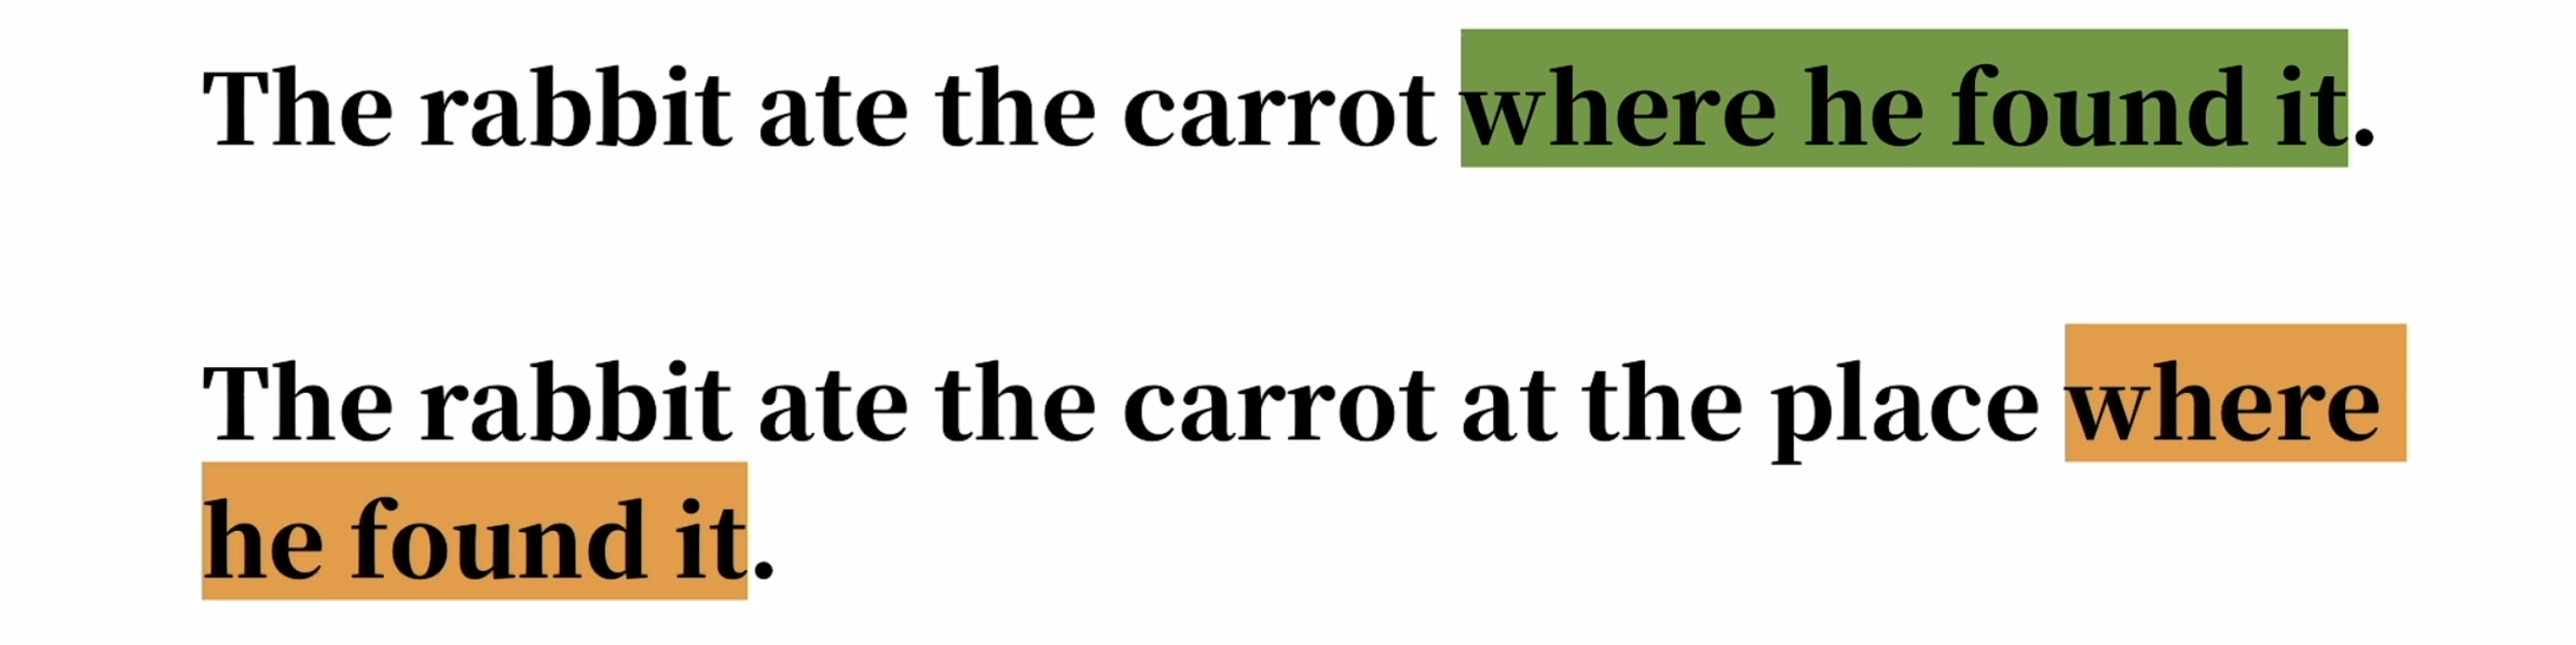 The rabbit ate the carrot where he found it.
The rabbit ate the carrot at the place where
he found it.